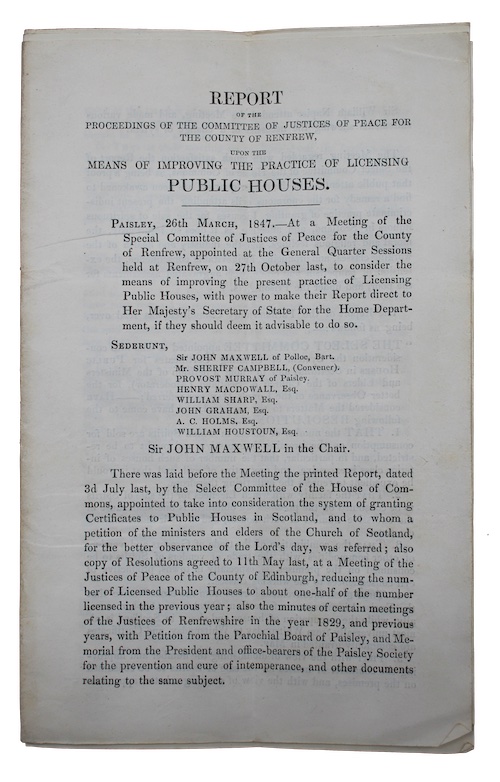 REPORT
OF THE
PROCEEDINGS OF THE COMMITTEE OF JUSTICES OF PEACE FOR
THE COUNTY OF RENFREW,
UPON THE
MEANS OF IMPROVING THE PRACTICE OF LICENSING
PUBLIC HOUSES.
PAISLEY, 26th MARCH, 1847.—At a Meeting of the
Special Committee of Justices of Peace for the County
of Renfrew, appointed at the General Quarter Sessions
held at Renfrew, on 27th October last, to consider the
means of improving the present practice of Licensing
Public Houses, with power to make their Report direct to
Her Majesty's Secretary of State for the Home Depart-
ment, if they should deem it advisable to do so.
SEDERUNT,
Sir JOHN MAXWELL of Polloc, Bart.
Mr. SHERIFF CAMPBELL, (Convener).
PROVOST MURRAY of Paisley.
HENRY MACDOWALL, Esq.
WILLIAM SHARP, Esq.
JOHN GRAHAM, Esq.
A. C. HOLMS, Esq.
WILLIAM HOUSTOUN, Esq.
Sir JOHN MAXWELL in the Chair.
There was laid before the Meeting the printed Report, dated
3d July last, by the Select Committee of the House of Com-
mons, appointed to take into consideration the system of granting
Certificates to Public Houses in Scotland, and to whom a
petition of the ministers and elders of the Church of Scotland,
for the better observance of the Lord's day, was referred; also
copy of Resolutions agreed to 11th May last, at a Meeting of the
Justices of Peace of the County of Edinburgh, reducing the num-
ber of Licensed Public Houses to about one-half of the number
licensed in the previous year; also the minutes of certain meetings
of the Justices of Renfrewshire in the year 1829, and previous
years, with Petition from the Parochial Board of Paisley, and Me-
morial from the President and office-bearers of the Paisley Society
for the prevention and cure of intemperance, and other documents
relating to the same subject.